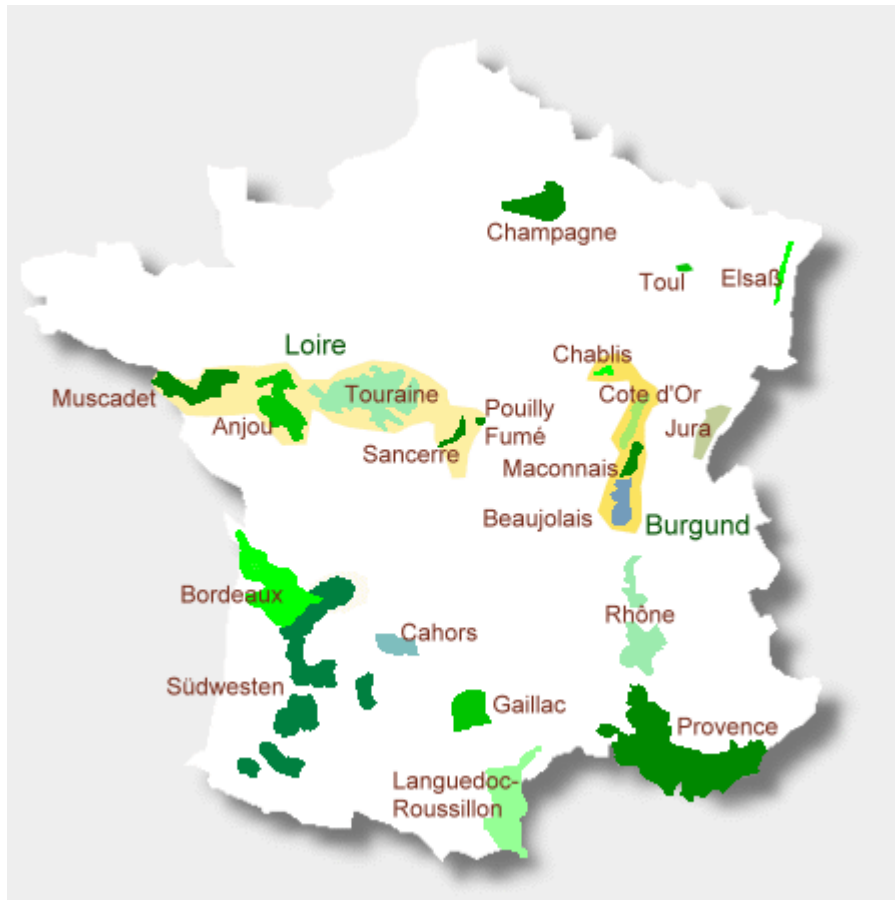 Champagne
Toul
Elsaß
Loire
Chablis
Muscadet
Touraine
Cote d'Or
Anjou
Pouilly
Fumé
Jura
Sancerre
Maconnais
Beaujolais
Burgund
Bordeaux
Rhône
Cahors
Südwesten
Gaillac
Provence
Languedoc-
Roussillon